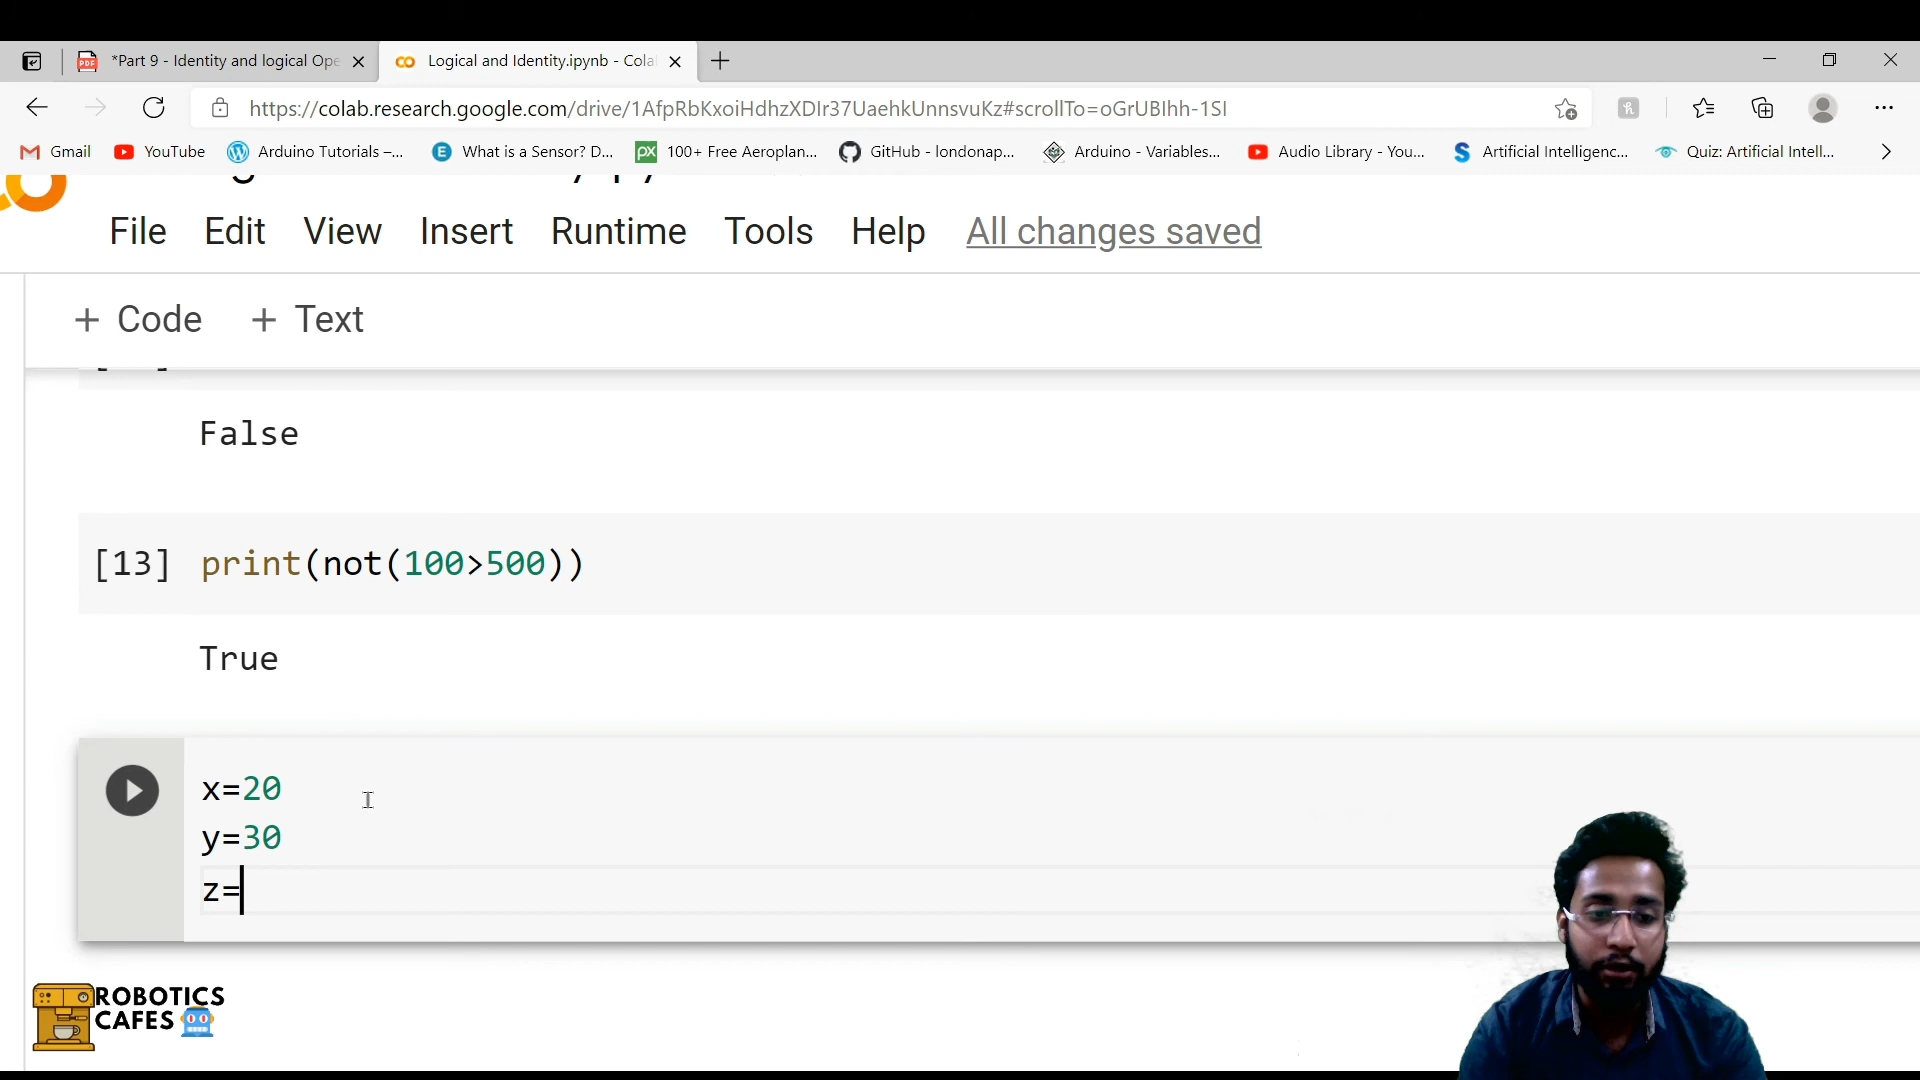 *Part 9 - Identity and logical Ope
Logical and Identity.ipynb - Cola
https://colab.research.google.com/drive/1AfpRbKxoiHdhzXDIr37UaehkUnnsvuKz#scrollTo=oGrUBIhh-1SI
Gmail YouTube Arduino Tutorials –... What is a Sensor? D... 100+ Free Aeroplan... GitHub - londonap... Arduino - Variables... Audio Library - You... Artificial Intelligenc... Quiz: Artificial Intell...
File Edit View Insert Runtime Tools Help All changes saved
+ Code + Text
False
[13] print(not(100>500))
True
x=20
y=30
z=
ROBOTICS
CAFES